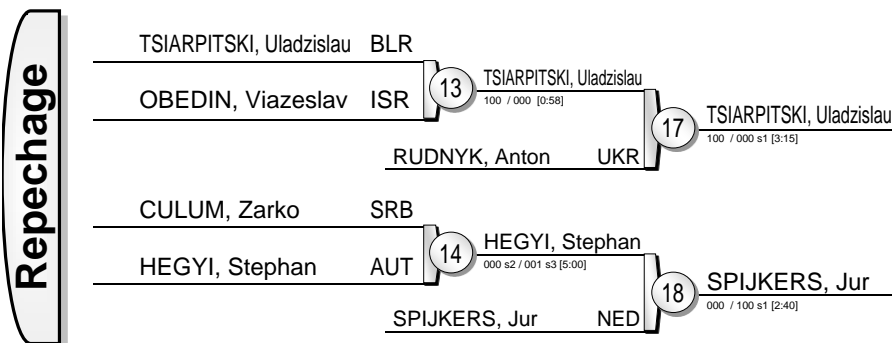 Repechage
TSIARPITSKI, Uladzislau BLR
OBEDIN, Viazeslav ISR
13
TSIARPITSKI, Uladzislau
100 / 000 [0:58]
RUDNYK, Anton UKR
17
TSIARPITSKI, Uladzislau
100 / 000 s1 [3:15]
CULUM, Zarko SRB
HEGYI, Stephan AUT
14
HEGYI, Stephan
000 s2 / 001 s3 [5:00]
SPIJKERS, Jur NED
18
SPIJKERS, Jur
000 / 100 s1 [2:40]